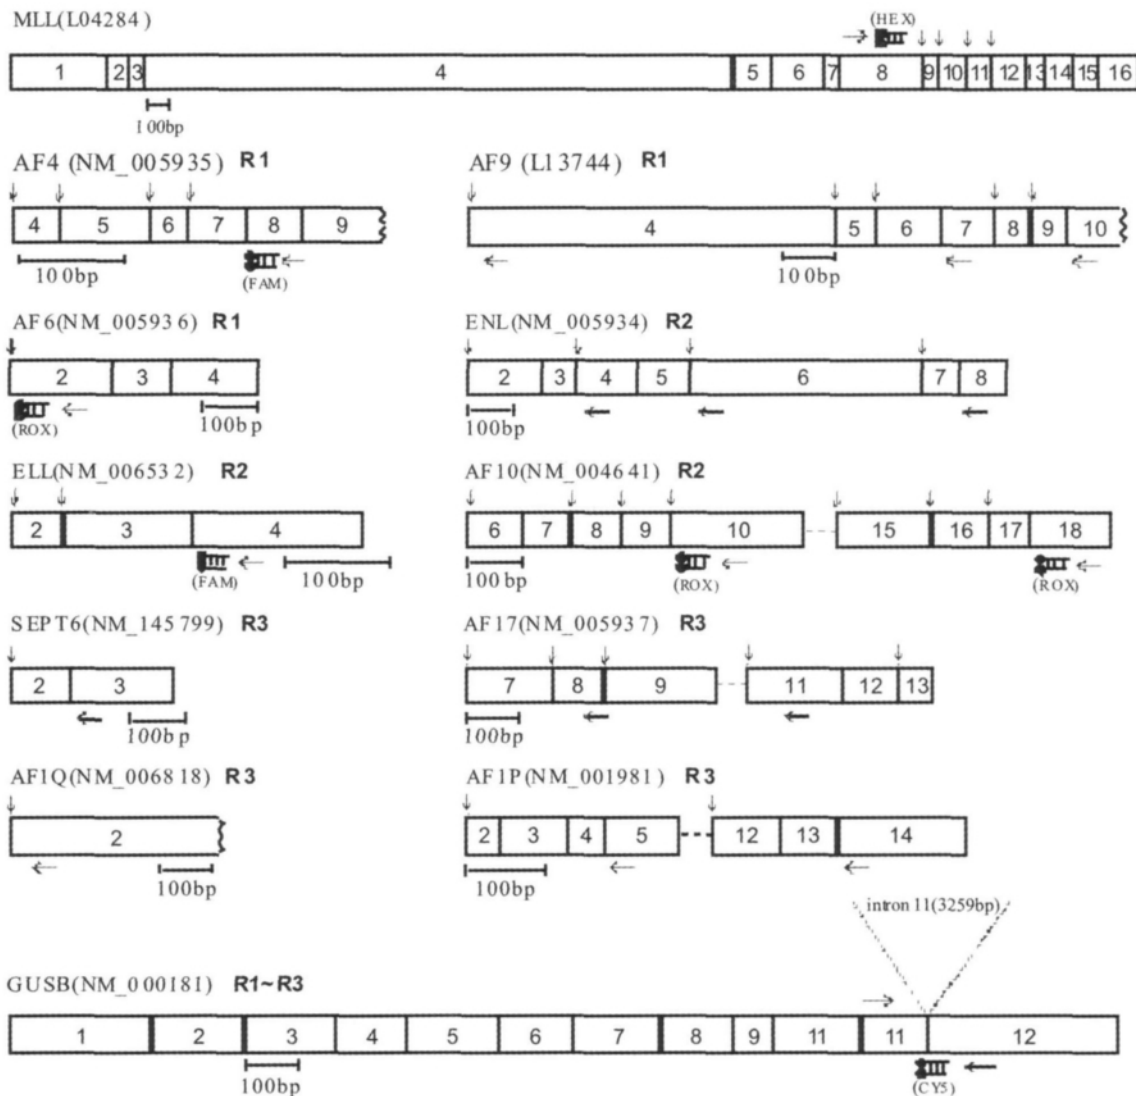 MLL(L04284)
(HEX)
1 2 3 4 5 6 7 8 9 10 11 12 13 14 15 16
100bp
AF4 (NM_005935) R1
4 5 6 7 8 9
100bp
(FAM)
AF9 (L13744) R1
4 5 6 7 8 9 10
100bp
AF6(NM_005936) R1
2 3 4
(ROX)
100bp
ENL(NM_005934) R2
2 3 4 5 6 7 8
100bp
ELL(NM_006532) R2
2 3 4
(FAM)
100bp
AF10(NM_004641) R2
6 7 8 9 10 15 16 17 18
100bp
(ROX)
(ROX)
SEPT6(NM_145799) R3
2 3
100bp
AF17(NM_005937) R3
7 8 9 11 12 13
100bp
AF1Q(NM_006818) R3
2
100bp
AF1P(NM_001981) R3
2 3 4 5 12 13 14
100bp
intron 11(3259bp)
GUSB(NM_000181) R1~R3
1 2 3 4 5 6 7 8 9 11 11 12
100bp
(CY5)